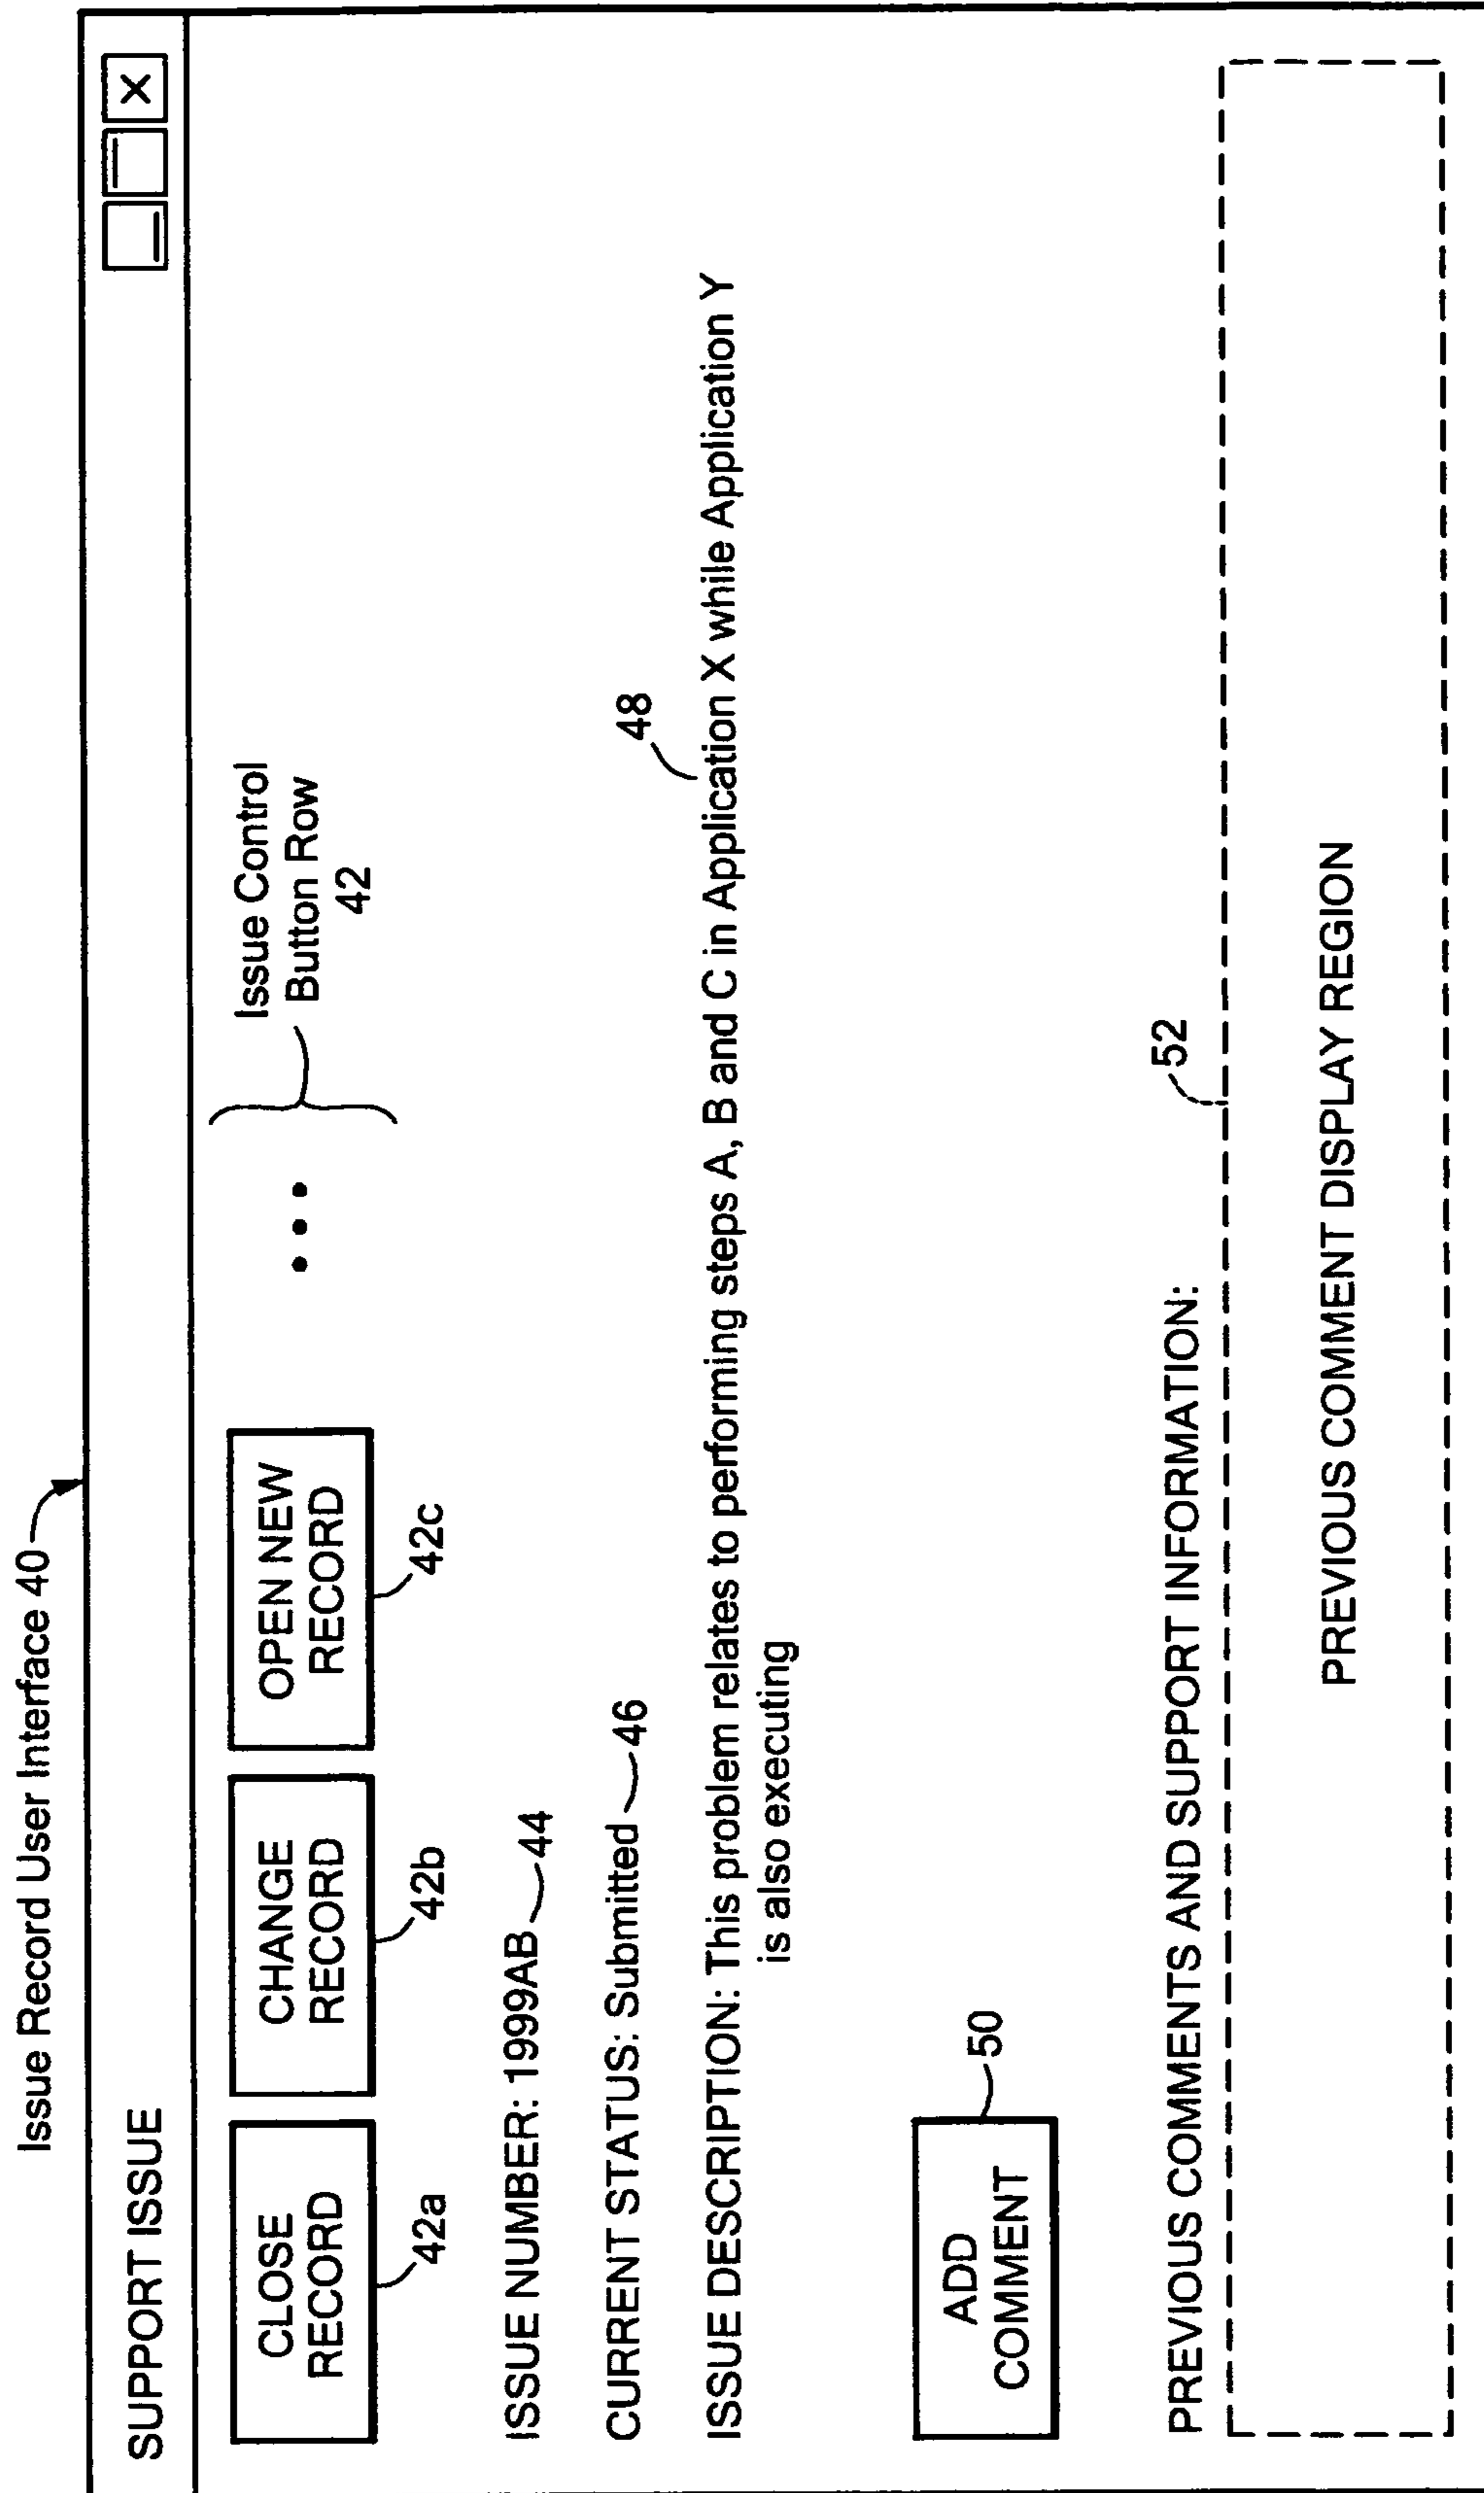 Issue Record User Interface 40
SUPPORT ISSUE
X
CLOSE
RECORD
42a
CHANGE
RECORD
42b
OPEN NEW
RECORD
42c
• • •
Issue Control
Button Row
42
ISSUE NUMBER: 1999AB 44
CURRENT STATUS: Submitted 46
48
ISSUE DESCRIPTION: This problem relates to performing steps A, B and C in Application X while Application Y
is also executing
ADD
COMMENT
50
PREVIOUS COMMENTS AND SUPPORT INFORMATION:
52
PREVIOUS COMMENT DISPLAY REGION